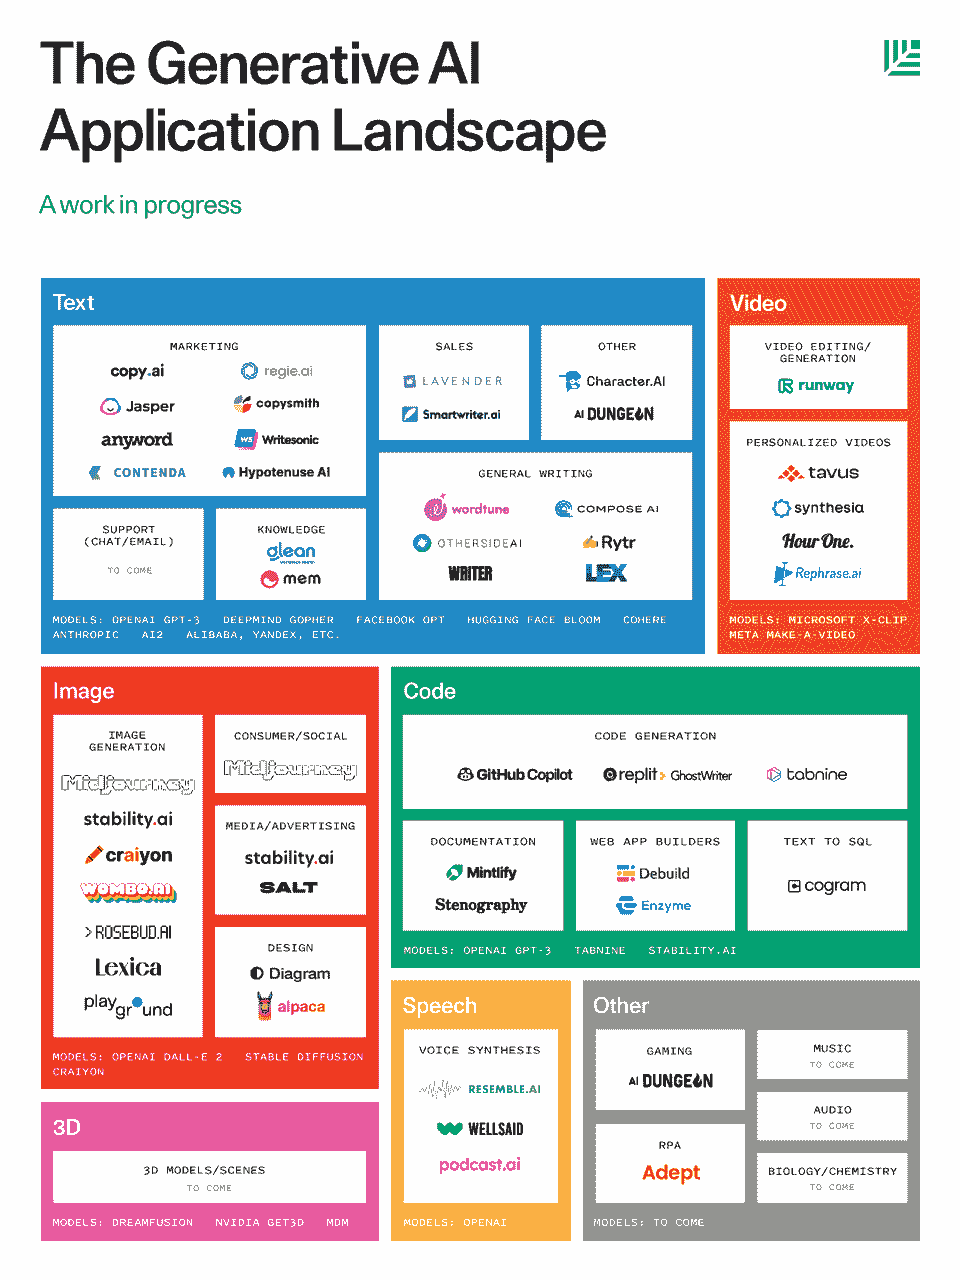 The Generative AI
Application Landscape
A work in progress
Text
MARKETING
copy.ai
regie.ai
Jasper
copysmith
anyword
WS Writesonic
CONTENDA
Hypotenuse AI
SUPPORT
(CHAT/EMAIL)
TO COME
KNOWLEDGE
glean
mem
SALES
LAVENDER
Smartwriter.ai
OTHER
Character.AI
AI DUNGEON
GENERAL WRITING
wordtune
COMPOSE AI
OTHERSIDEAI
Rytr
WRITER
LEX
MODELS: OPENAI GPT-3 DEEPMIND GOPHER FACEBOOK OPT HUGGING FACE BLOOM COHERE
ANTHROPIC AI2 ALIBABA, YANDEX, ETC.
Video
VIDEO EDITING/
GENERATION
runway
PERSONALIZED VIDEOS
tavus
synthesia
Hour One.
Rephrase.ai
MODELS: MICROSOFT X-CLIP
META MAKE-A-VIDEO
Image
IMAGE
GENERATION
Midjourney
stability.ai
craiyon
WOMBO.AI
>ROSEBUD.AI
Lexica
playground
CONSUMER/SOCIAL
Midjourney
MEDIA/ADVERTISING
stability.ai
SALT
DESIGN
Diagram
alpaca
MODELS: OPENAI DALL-E 2 STABLE DIFFUSION
CRAIYON
Code
CODE GENERATION
GitHub Copilot
replit GhostWriter
tabnine
DOCUMENTATION
Mintlify
Stenography
WEB APP BUILDERS
Debuild
Enzyme
TEXT TO SQL
cogram
MODELS: OPENAI GPT-3 TABNINE STABILITY.AI
3D
3D MODELS/SCENES
TO COME
MODELS: DREAMFUSION NVIDIA GET3D MDM
Speech
VOICE SYNTHESIS
RESEMBLE.AI
WELLSAID
podcast.ai
MODELS: OPENAI
Other
GAMING
AI DUNGEON
RPA
Adept
MUSIC
TO COME
AUDIO
TO COME
BIOLOGY/CHEMISTRY
TO COME
MODELS: TO COME